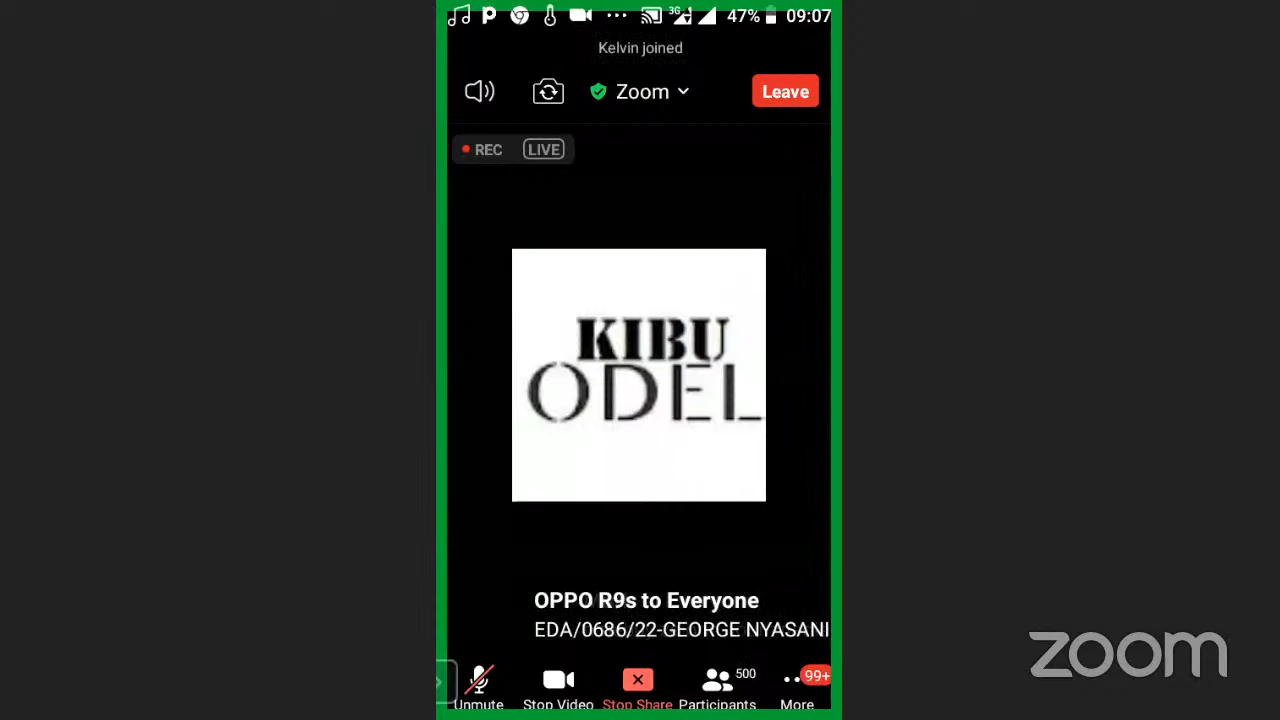 47% 09:07
3G
Kelvin joined
Zoom
Leave
REC LIVE
KIBU
ODEL
OPPO R9s to Everyone
EDA/0686/22-GEORGE NYASANI
500
99+
Unmute Stop Video Stop Share Participants More
zoom